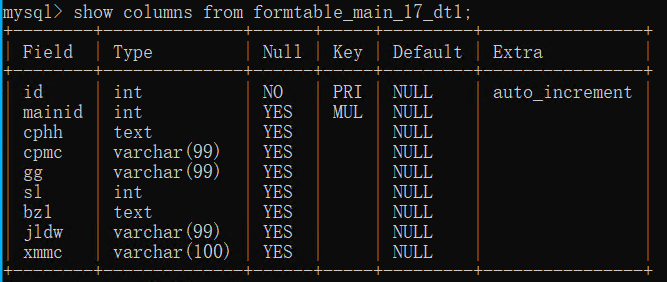 mysql> show columns from formtable_main_17_dt1;
+--------+--------------+------+-----+---------+----------------+
| Field | Type | Null | Key | Default | Extra |
+--------+--------------+------+-----+---------+----------------+
| id | int | NO | PRI | NULL | auto_increment |
| mainid | int | YES | MUL | NULL | |
| cphh | text | YES | | NULL | |
| cpmc | varchar(99) | YES | | NULL | |
| gg | varchar(99) | YES | | NULL | |
| sl | int | YES | | NULL | |
| bz1 | text | YES | | NULL | |
| jldw | varchar(99) | YES | | NULL | |
| xmmc | varchar(100) | YES | | NULL | |
+--------+--------------+------+-----+---------+----------------+